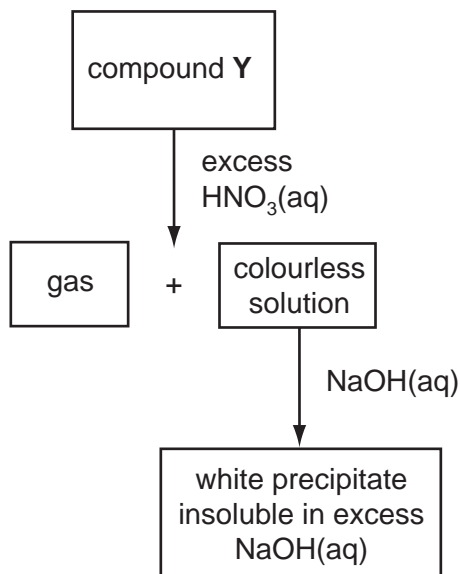 compound Y
excess
HNO₃(aq)
gas
+
colourless
solution
NaOH(aq)
white precipitate
insoluble in excess
NaOH(aq)